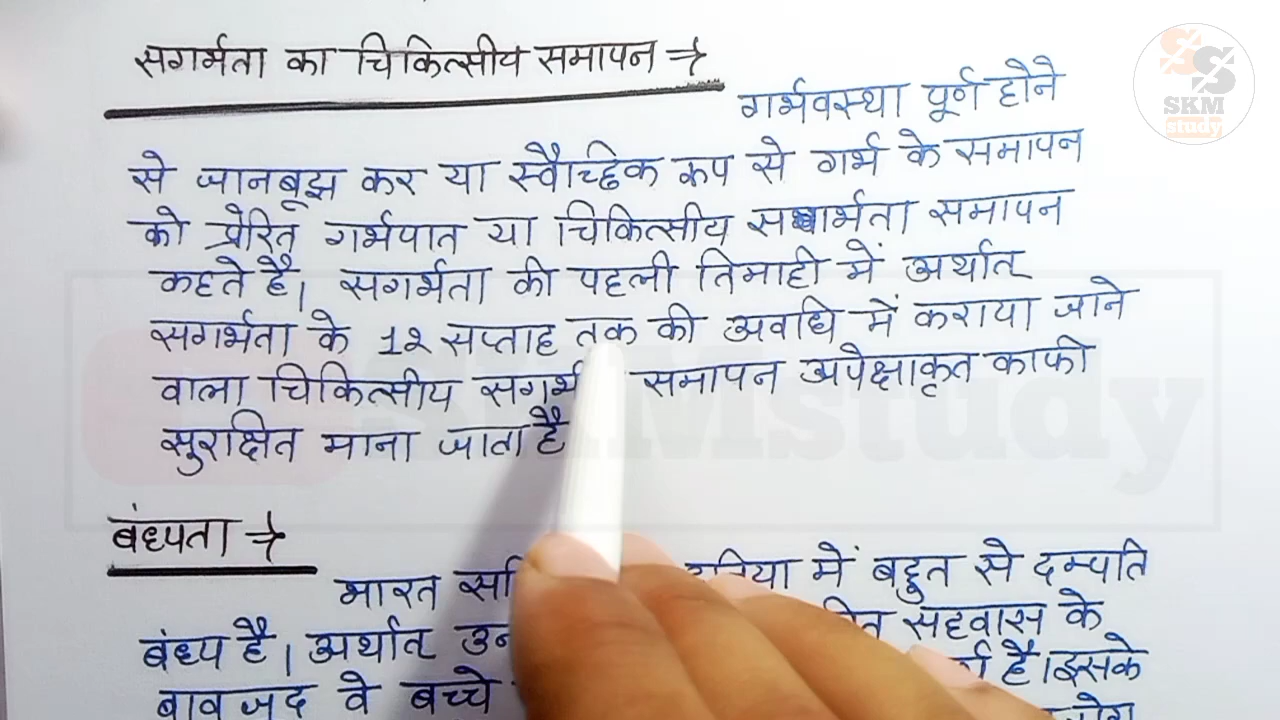 सगर्भता का चिकित्सीय समापन →
SS
SKM
study
गर्भवस्था पूर्ण होने
से जानबूझ कर या स्वैच्छिक रूप से गर्भ के समापन
को प्रेरित् गर्भपात या चिकित्सीय सगर्भता समापन
कहते है। सगर्भता की पहली तिमाही में अर्थात्
सगर्भता के 12 सप्ताह तक की अवधि में कराया जाने
वाला चिकित्सीय समापन अपेक्षाकृत काफी
सुरक्षित माना जाता है
SKMstudy
बंध्यता →
भारत में बहुत से दम्पति
बंध्य है। अर्थात् सहवास के
है। इसके
बावजूद वे बच्चे